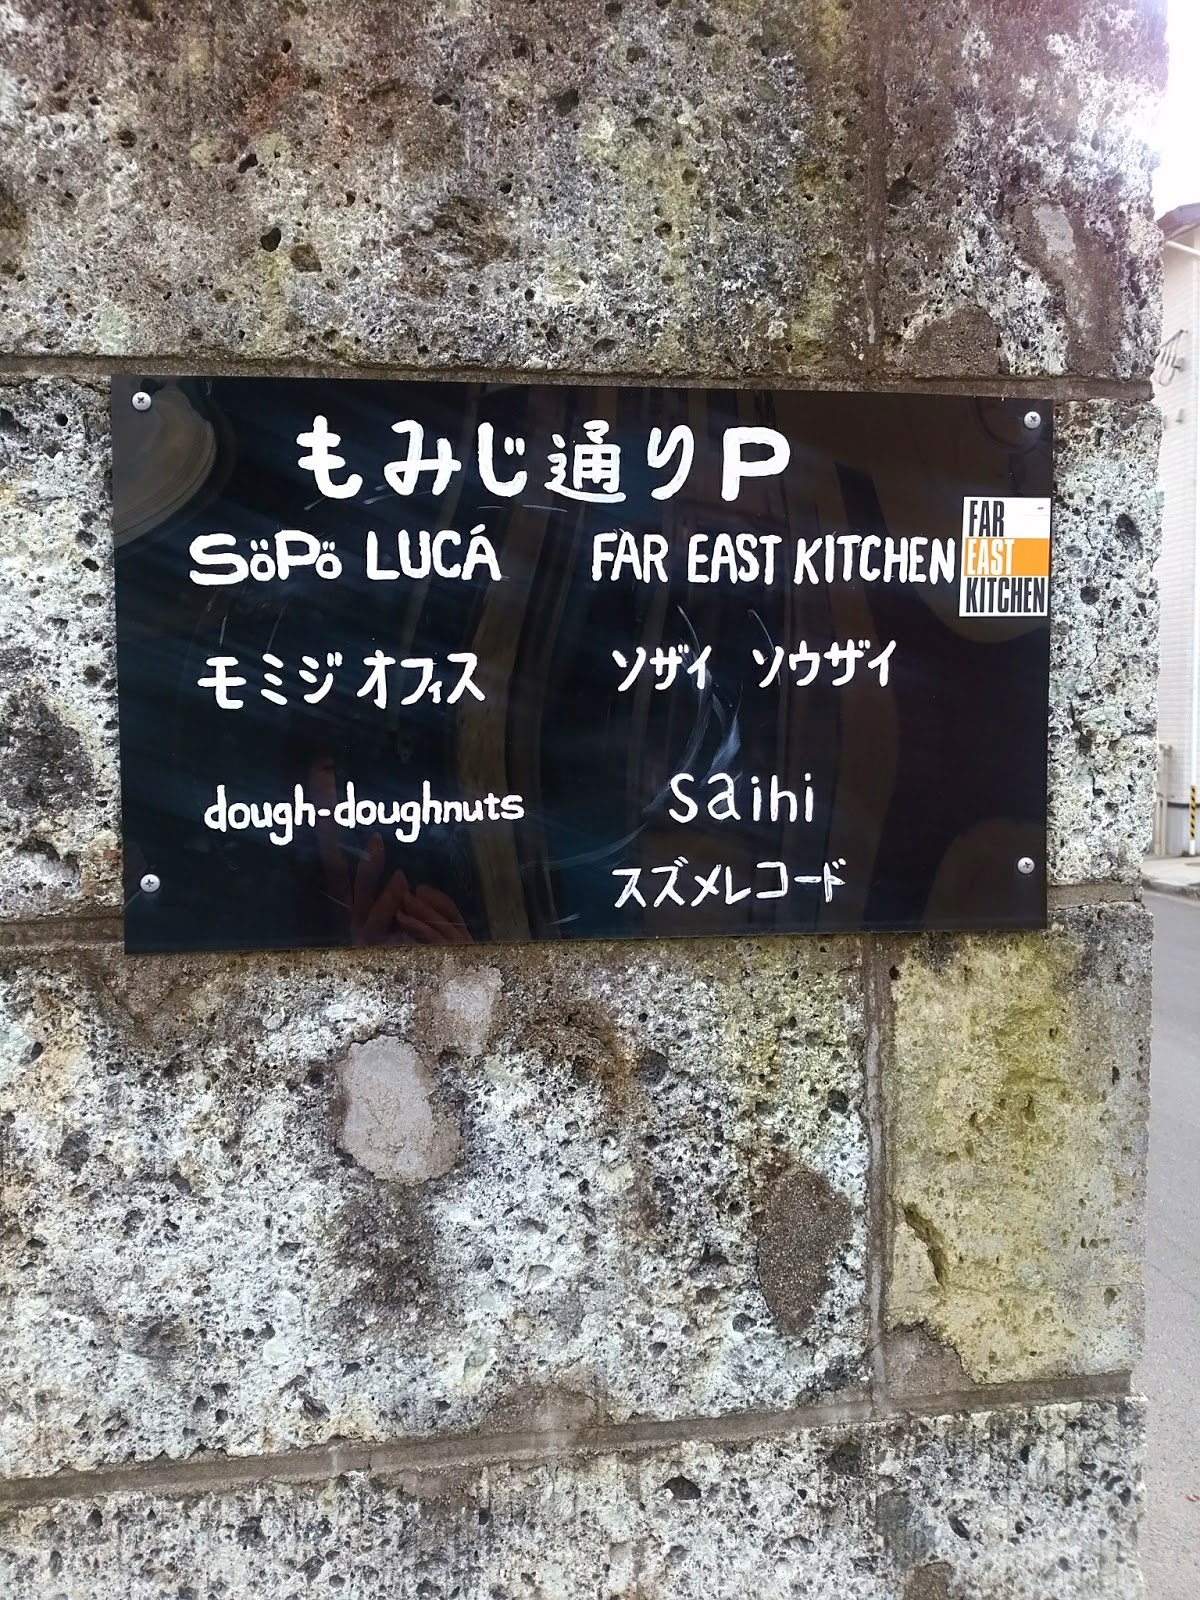 もみじ通りP
SöPö LUCÁ
FAR EAST KITCHEN
FAR
EAST
KITCHEN
モミジ オフィス
ソザイ ソウザイ
dough-doughnuts
saihi
スズメレコード